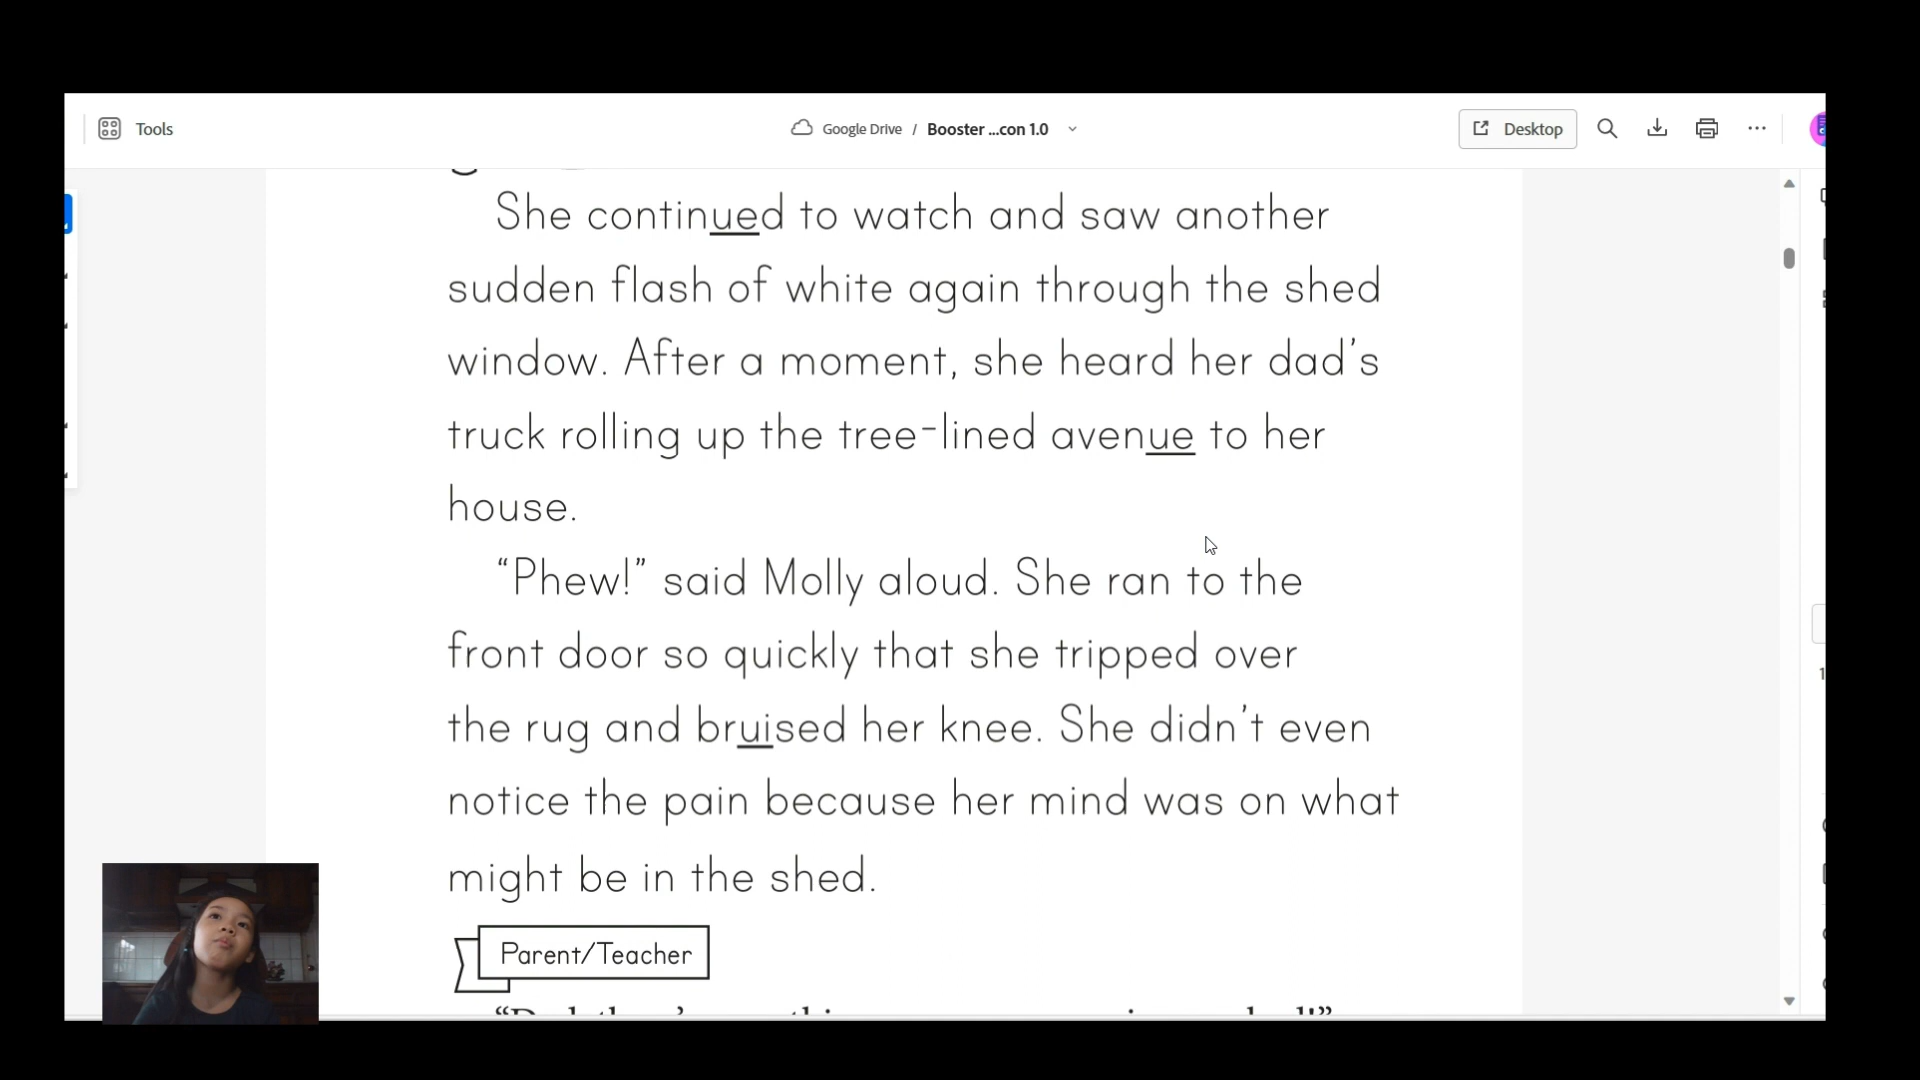 Tools
Google Drive / Booster ...con 1.0
Desktop
She continued to watch and saw another
sudden flash of white again through the shed
window. After a moment, she heard her dad's
truck rolling up the tree-lined avenue to her
house.
“Phew!” said Molly aloud. She ran to the
front door so quickly that she tripped over
the rug and bruised her knee. She didn't even
notice the pain because her mind was on what
might be in the shed.
Parent/Teacher